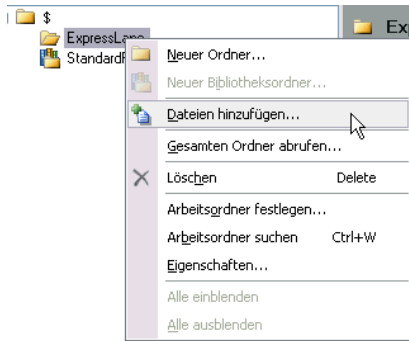 $
ExpressLane
Ex
Standard
Neuer Ordner...
Neuer Bibliotheksordner...
Dateien hinzufügen...
Gesamten Ordner abrufen...
Löschen Delete
Arbeitsordner festlegen...
Arbeitsordner suchen Ctrl+W
Eigenschaften...
Alle einblenden
Alle ausblenden